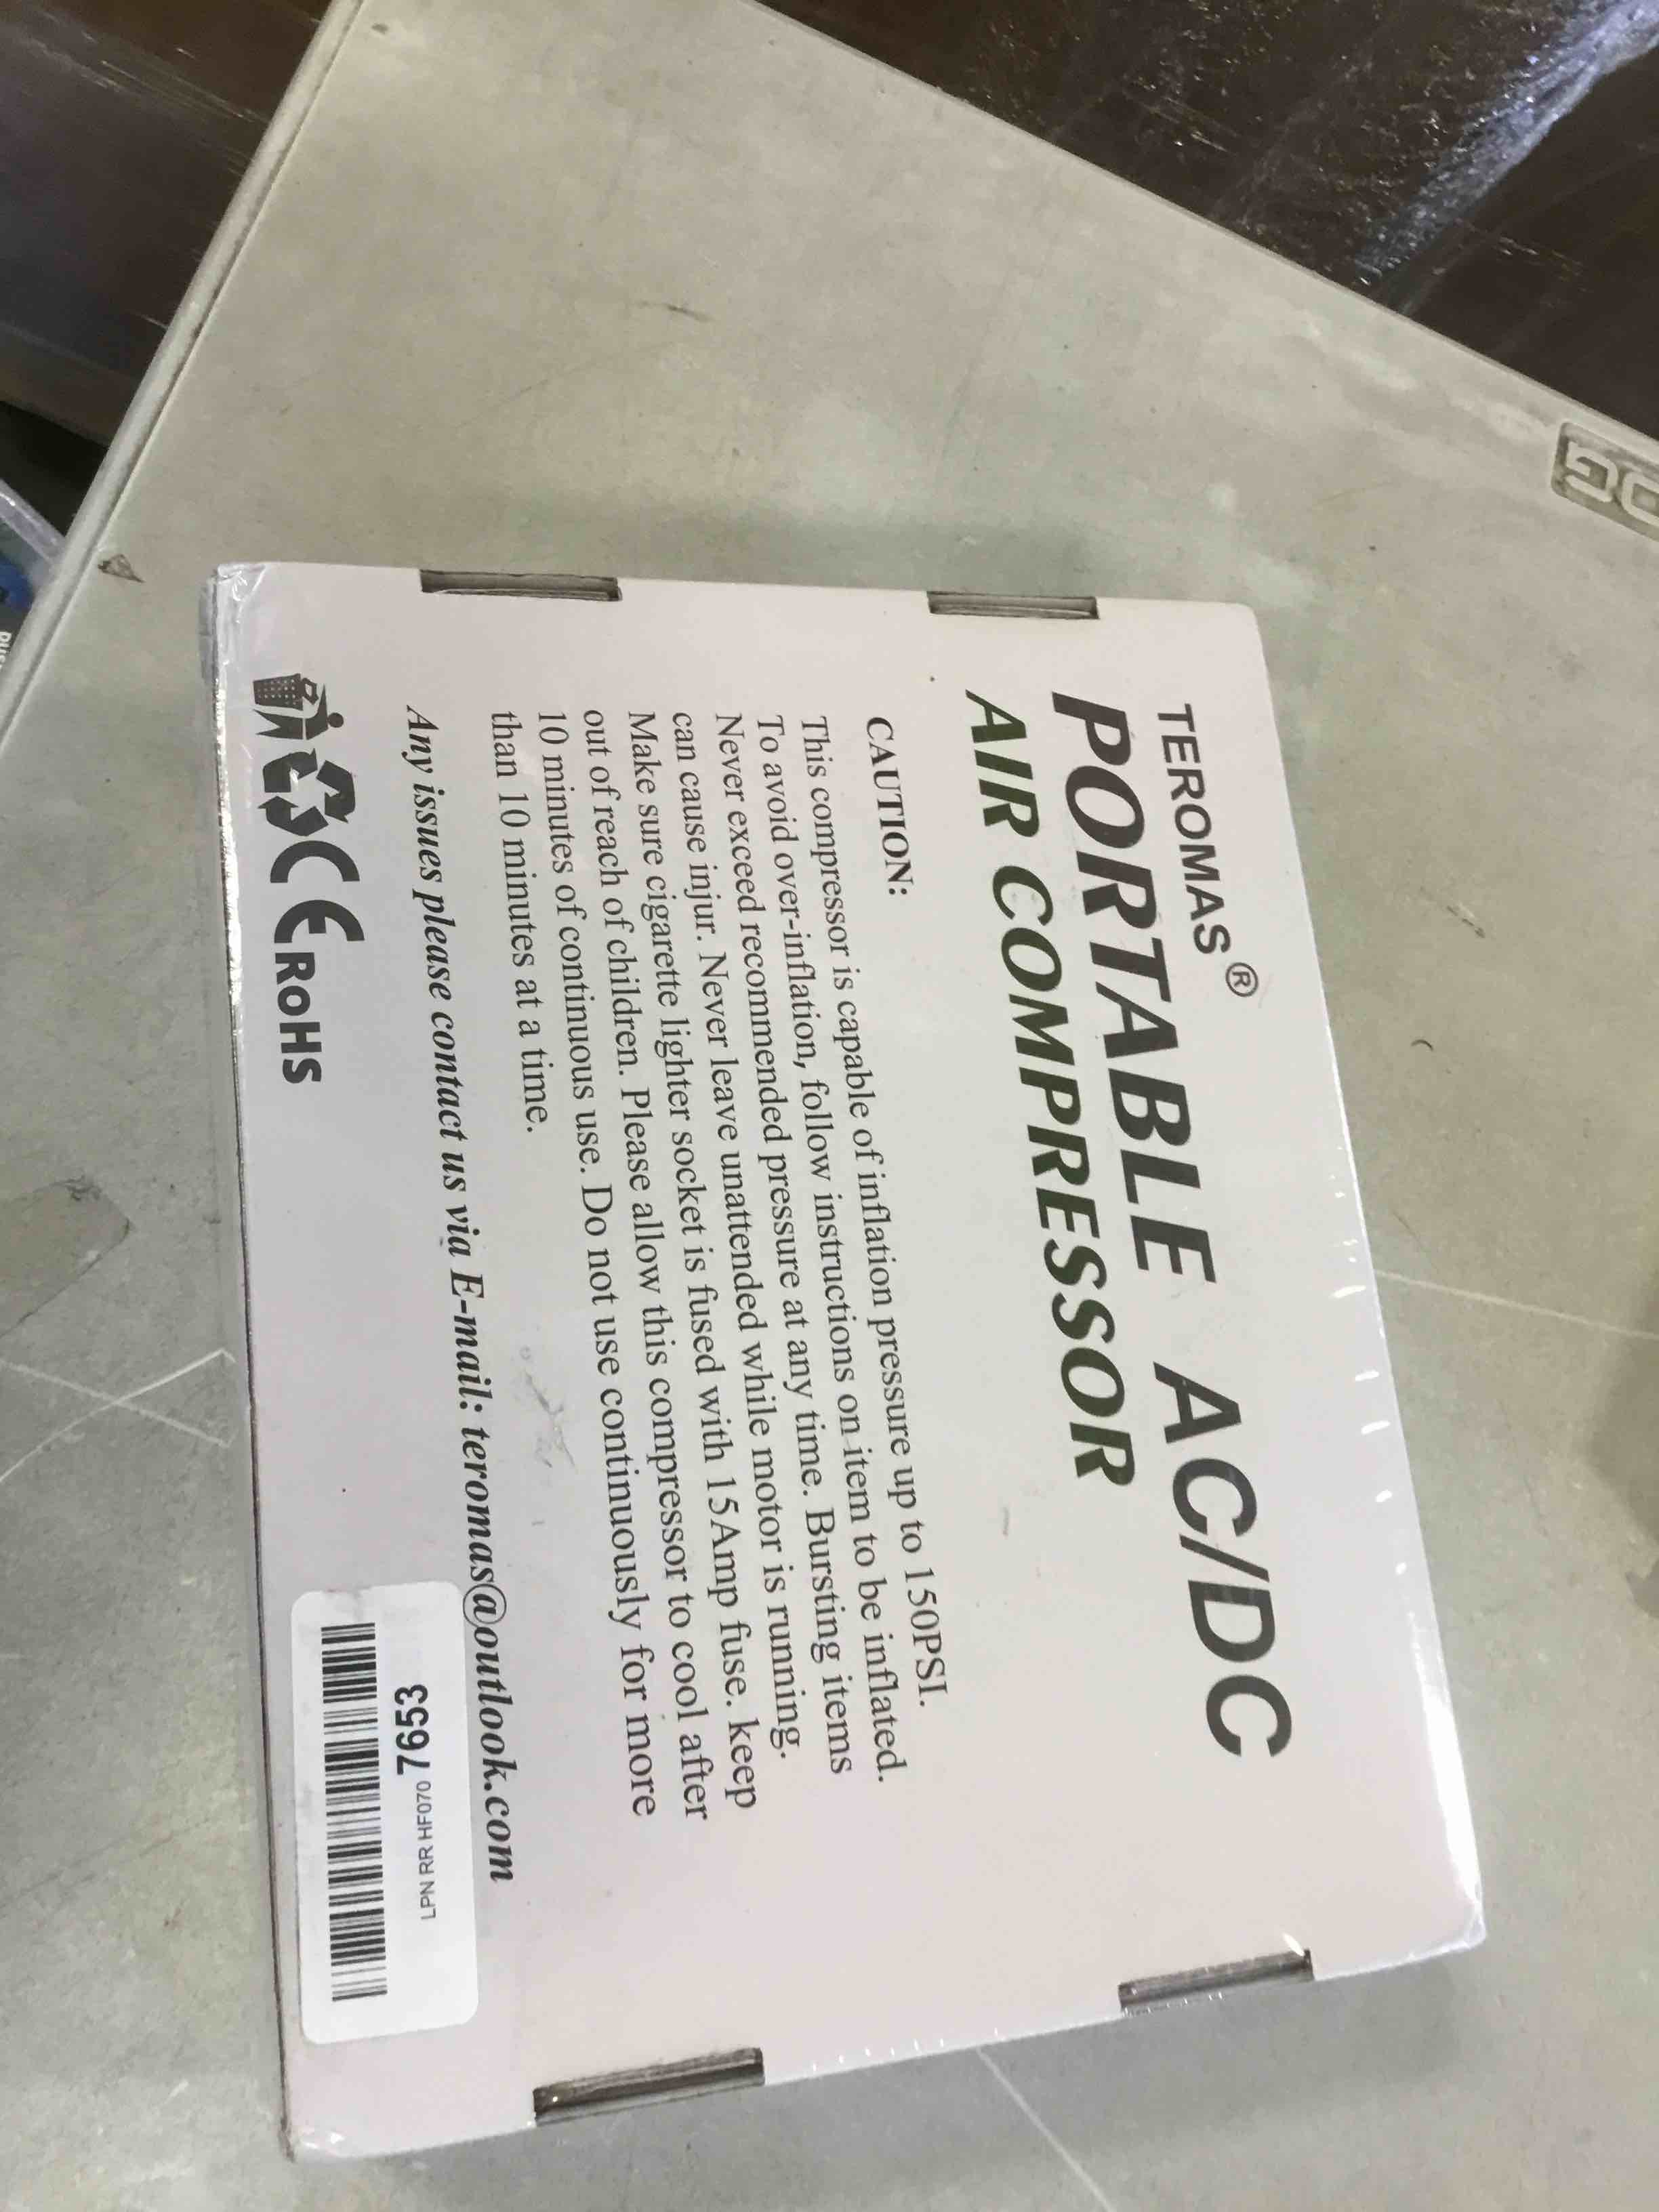 TEROMAS®
PORTABLE AC/DC
AIR COMPRESSOR
CAUTION:
This compressor is capable of inflation pressure up to 150PSI.
To avoid over-inflation, follow instructions on item to be inflated.
Never exceed recommended pressure at any time. Bursting items
can cause injur. Never leave unattended while motor is running.
Make sure cigarette lighter socket is fused with 15Amp fuse. keep
out of reach of children. Please allow this compressor to cool after
10 minutes of continuous use. Do not use continuously for more
than 10 minutes at a time.
Any issues please contact us via E-mail: teromas@outlook.com
CE RoHS
LPN RR HF070 7653